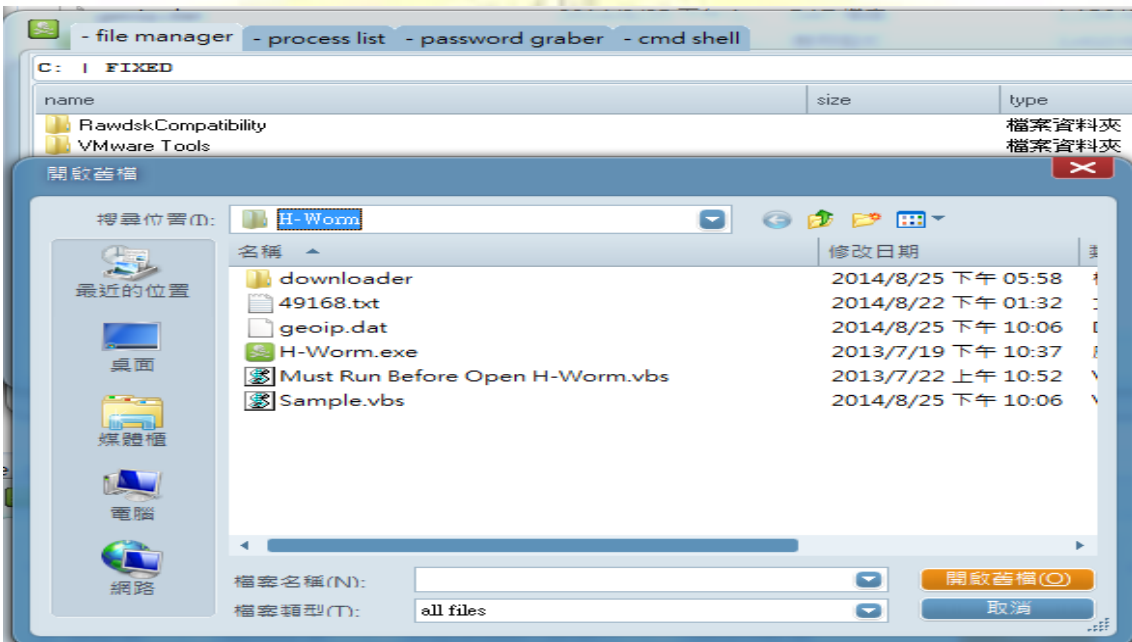 - file manager - process list - password graber - cmd shell
C: | FIXED
name size type
RawdskCompatibility 檔案資料夾
VMware Tools 檔案資料夾
開啟舊檔
搜尋位置(I): H-Worm
名稱 修改日期
downloader 2014/8/25 下午 05:58
49168.txt 2014/8/22 下午 01:32
geoip.dat 2014/8/25 下午 10:06
H-Worm.exe 2013/7/19 下午 10:37
Must Run Before Open H-Worm.vbs 2013/7/22 上午 10:52
Sample.vbs 2014/8/25 下午 10:06
最近的位置
桌面
媒體櫃
電腦
網路
檔案名稱(N): 開啟舊檔(O)
檔案類型(T): all files 取消